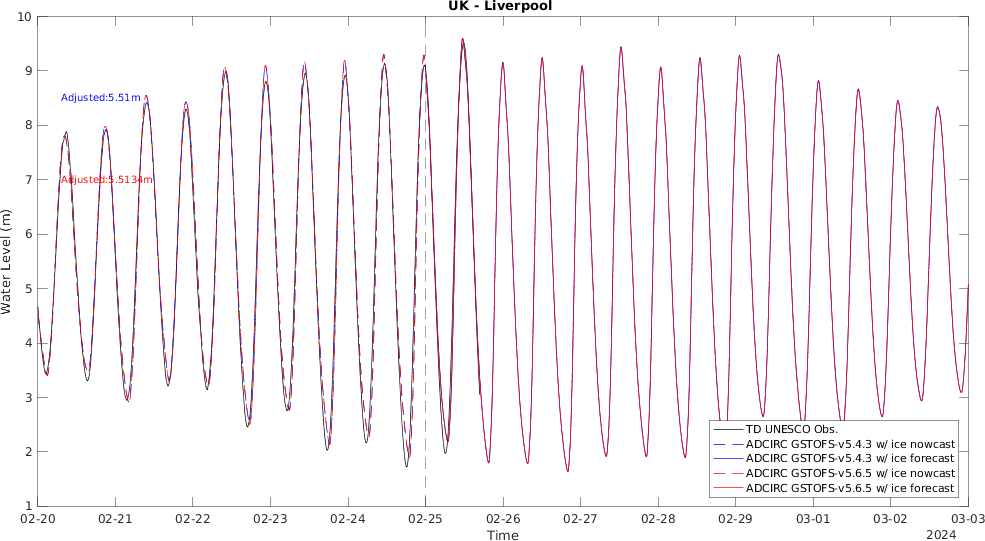 UK - Liverpool
10
9
8
7
6
5
4
3
2
1
Water Level (m)
Adjusted:5.51m
Adjusted:5.5134m
TD UNESCO Obs.
ADCIRC GSTOFS-v5.4.3 w/ ice nowcast
ADCIRC GSTOFS-v5.4.3 w/ ice forecast
ADCIRC GSTOFS-v5.6.5 w/ ice nowcast
ADCIRC GSTOFS-v5.6.5 w/ ice forecast
02-20 02-21 02-22 02-23 02-24 02-25 02-26 02-27 02-28 02-29 03-01 03-02 03-03
Time
2024